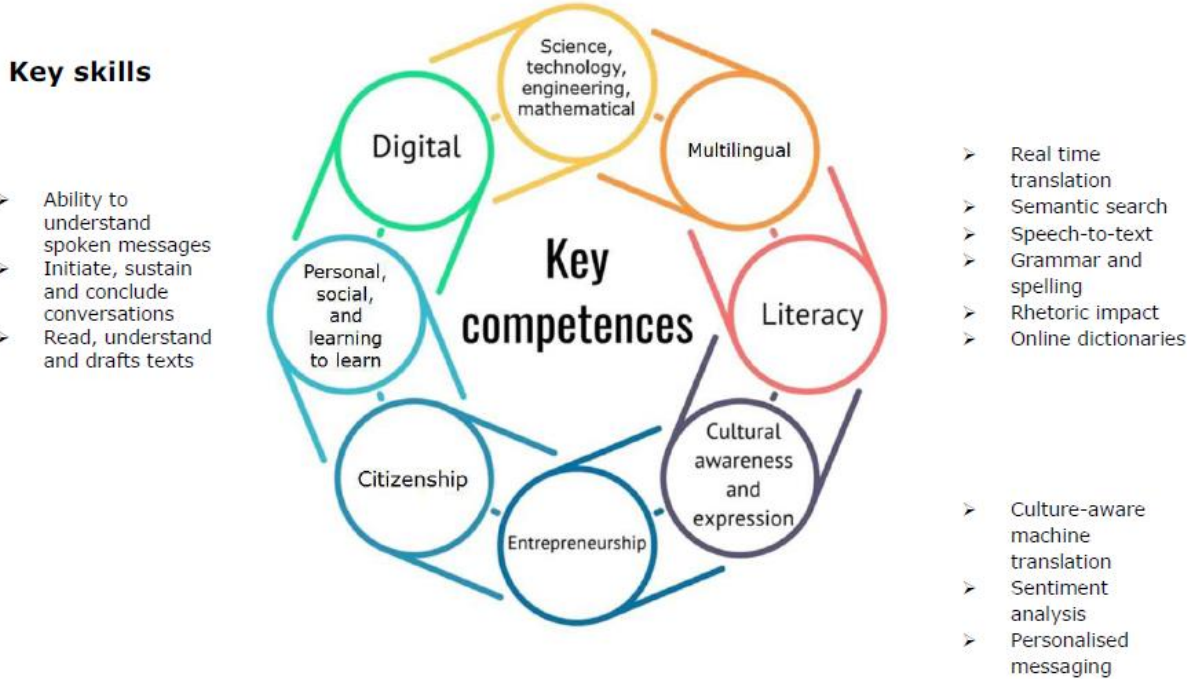 Key skills
➢ Ability to
understand
spoken messages
➢ Initiate, sustain
and conclude
conversations
➢ Read, understand
and drafts texts
Science,
technology,
engineering,
mathematical
Digital
Multilingual
Personal,
social,
and
learning
to learn
Key
competences
Literacy
Citizenship
Cultural
awareness
and
expression
Entrepreneurship
➢ Real time
translation
➢ Semantic search
➢ Speech-to-text
➢ Grammar and
spelling
➢ Rhetoric impact
➢ Online dictionaries
➢ Culture-aware
machine
translation
➢ Sentiment
analysis
➢ Personalised
messaging